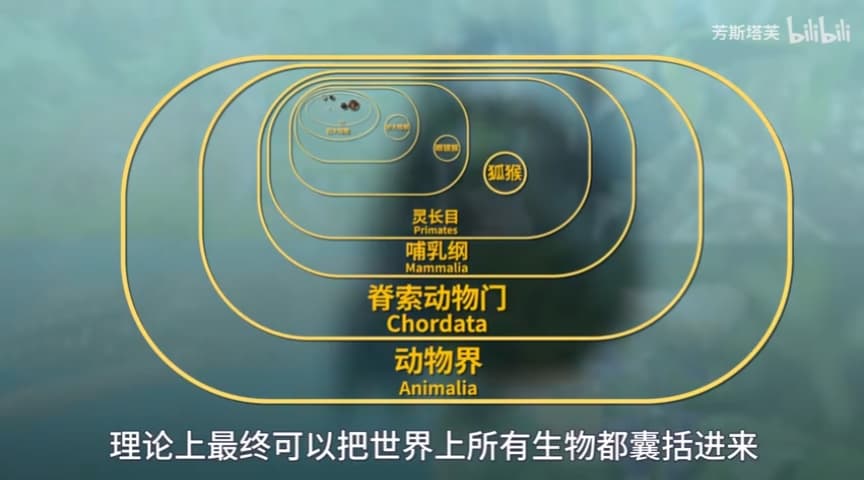 芳斯塔芙 bilibili
狐猴
灵长目
Primates
哺乳纲
Mammalia
脊索动物门
Chordata
动物界
Animalia
理论上最终可以把世界上所有生物都囊括进来